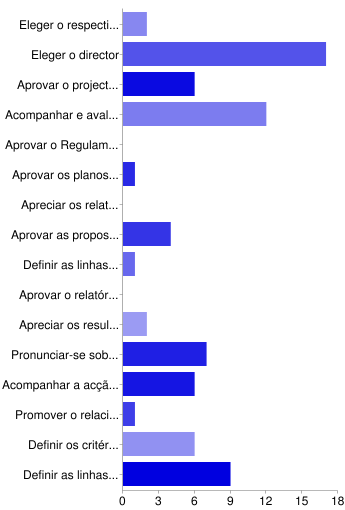 Eleger o respecti...
Eleger o director
Aprovar o project...
Acompanhar e aval...
Aprovar o Regulam...
Aprovar os planos...
Apreciar os relat...
Aprovar as propos...
Definir as linhas...
Aprovar o relatór...
Apreciar os resul...
Pronunciar-se sob...
Acompanhar a acçã...
Promover o relaci...
Definir os critér...
Definir as linhas...
0 3 6 9 12 15 18